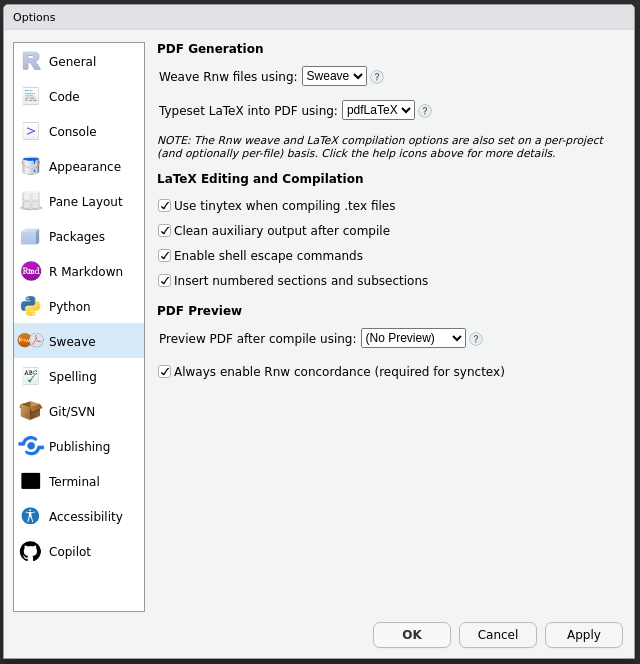 Options
General
Code
Console
Appearance
Pane Layout
Packages
Rmd
R Markdown
Python
Sweave
ABC
Spelling
Git/SVN
Publishing
Terminal
Accessibility
Copilot
PDF Generation
Weave Rnw files using: Sweave ?
Typeset LaTeX into PDF using: pdfLaTeX ?
NOTE: The Rnw weave and LaTeX compilation options are also set on a per-project
(and optionally per-file) basis. Click the help icons above for more details.
LaTeX Editing and Compilation
Use tinytex when compiling .tex files
Clean auxiliary output after compile
Enable shell escape commands
Insert numbered sections and subsections
PDF Preview
Preview PDF after compile using: (No Preview) ?
Always enable Rnw concordance (required for synctex)
OK Cancel Apply